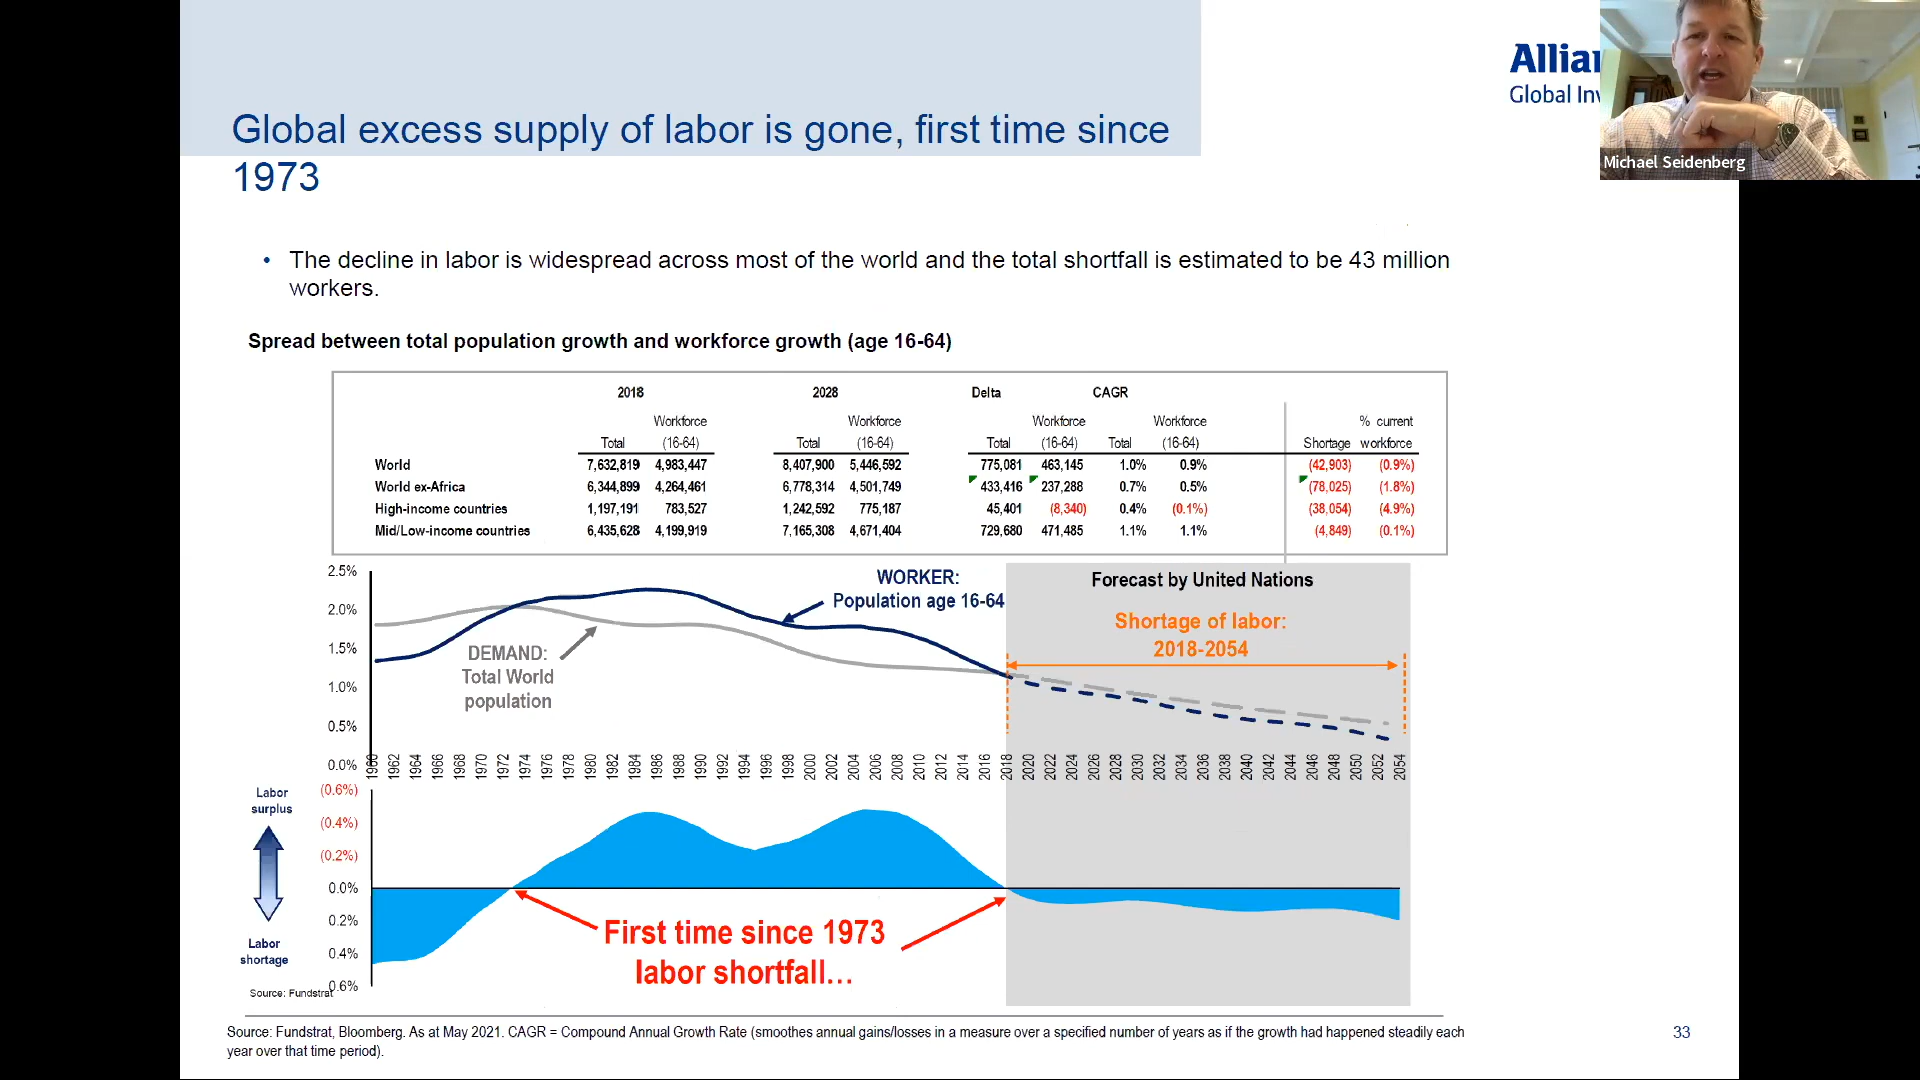 Allia
Global Inv
Michael Seidenberg
Global excess supply of labor is gone, first time since
1973
• The decline in labor is widespread across most of the world and the total shortfall is estimated to be 43 million
workers.
Spread between total population growth and workforce growth (age 16-64)
2018 2028 Delta CAGR
Workforce Workforce Workforce Workforce % current
Total (16-64) Total (16-64) Total (16-64) Total (16-64) Shortage workforce
World 7,632,819 4,983,447 8,407,900 5,446,592 775,081 463,145 1.0% 0.9% (42,903) (0.9%)
World ex-Africa 6,344,899 4,264,461 6,778,314 4,501,749 433,416 237,288 0.7% 0.5% (78,025) (1.8%)
High-income countries 1,197,191 783,527 1,242,592 775,187 45,401 (8,340) 0.4% (0.1%) (38,054) (4.9%)
Mid/Low-income countries 6,435,628 4,199,919 7,165,308 4,671,404 729,680 471,485 1.1% 1.1% (4,849) (0.1%)
2.5%
2.0%
1.5%
1.0%
0.5%
0.0%
WORKER:
Population age 16-64
DEMAND:
Total World
population
Forecast by United Nations
Shortage of labor:
2018-2054
1960 1962 1964 1966 1968 1970 1972 1974 1976 1978 1980 1982 1984 1986 1988 1990 1992 1994 1996 1998 2000 2002 2004 2006 2008 2010 2012 2014 2016 2018 2020 2022 2024 2026 2028 2030 2032 2034 2036 2038 2040 2042 2044 2046 2048 2050 2052 2054
Labor
surplus
Labor
shortage
(0.6%)
(0.4%)
(0.2%)
0.0%
0.2%
0.4%
0.6%
First time since 1973
labor shortfall…
Source: Fundstrat
Source: Fundstrat, Bloomberg. As at May 2021. CAGR = Compound Annual Growth Rate (smoothes annual gains/losses in a measure over a specified number of years as if the growth had happened steadily each
year over that time period).
33